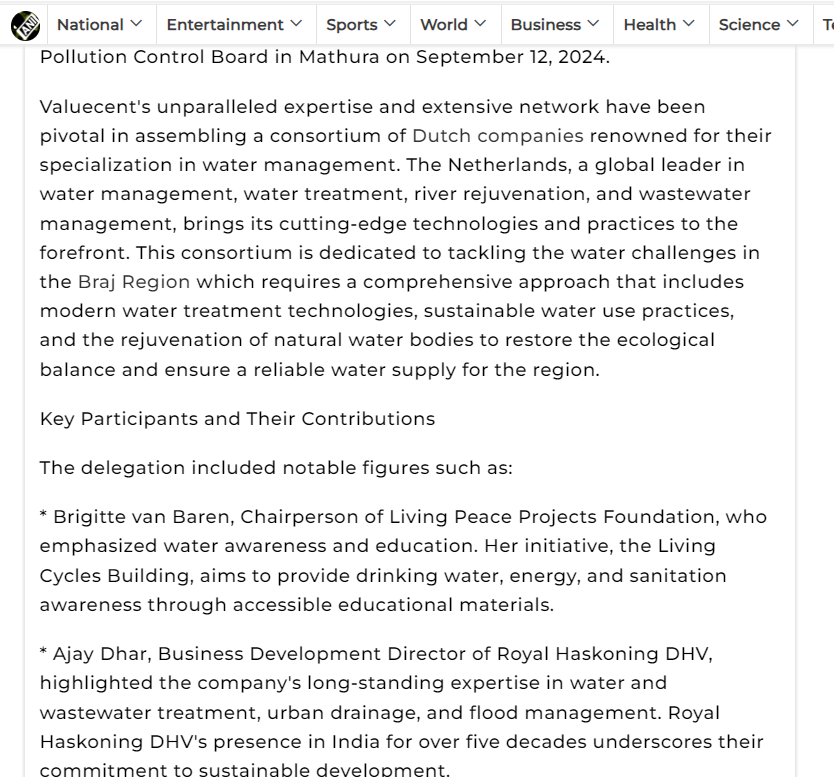 National Entertainment Sports World Business Health Science
Pollution Control Board in Mathura on September 12, 2024.
Valuecent's unparalleled expertise and extensive network have been
pivotal in assembling a consortium of Dutch companies renowned for their
specialization in water management. The Netherlands, a global leader in
water management, water treatment, river rejuvenation, and wastewater
management, brings its cutting-edge technologies and practices to the
forefront. This consortium is dedicated to tackling the water challenges in
the Braj Region which requires a comprehensive approach that includes
modern water treatment technologies, sustainable water use practices,
and the rejuvenation of natural water bodies to restore the ecological
balance and ensure a reliable water supply for the region.
Key Participants and Their Contributions
The delegation included notable figures such as:
* Brigitte van Baren, Chairperson of Living Peace Projects Foundation, who
emphasized water awareness and education. Her initiative, the Living
Cycles Building, aims to provide drinking water, energy, and sanitation
awareness through accessible educational materials.
* Ajay Dhar, Business Development Director of Royal Haskoning DHV,
highlighted the company's long-standing expertise in water and
wastewater treatment, urban drainage, and flood management. Royal
Haskoning DHV's presence in India for over five decades underscores their
commitment to sustainable development.